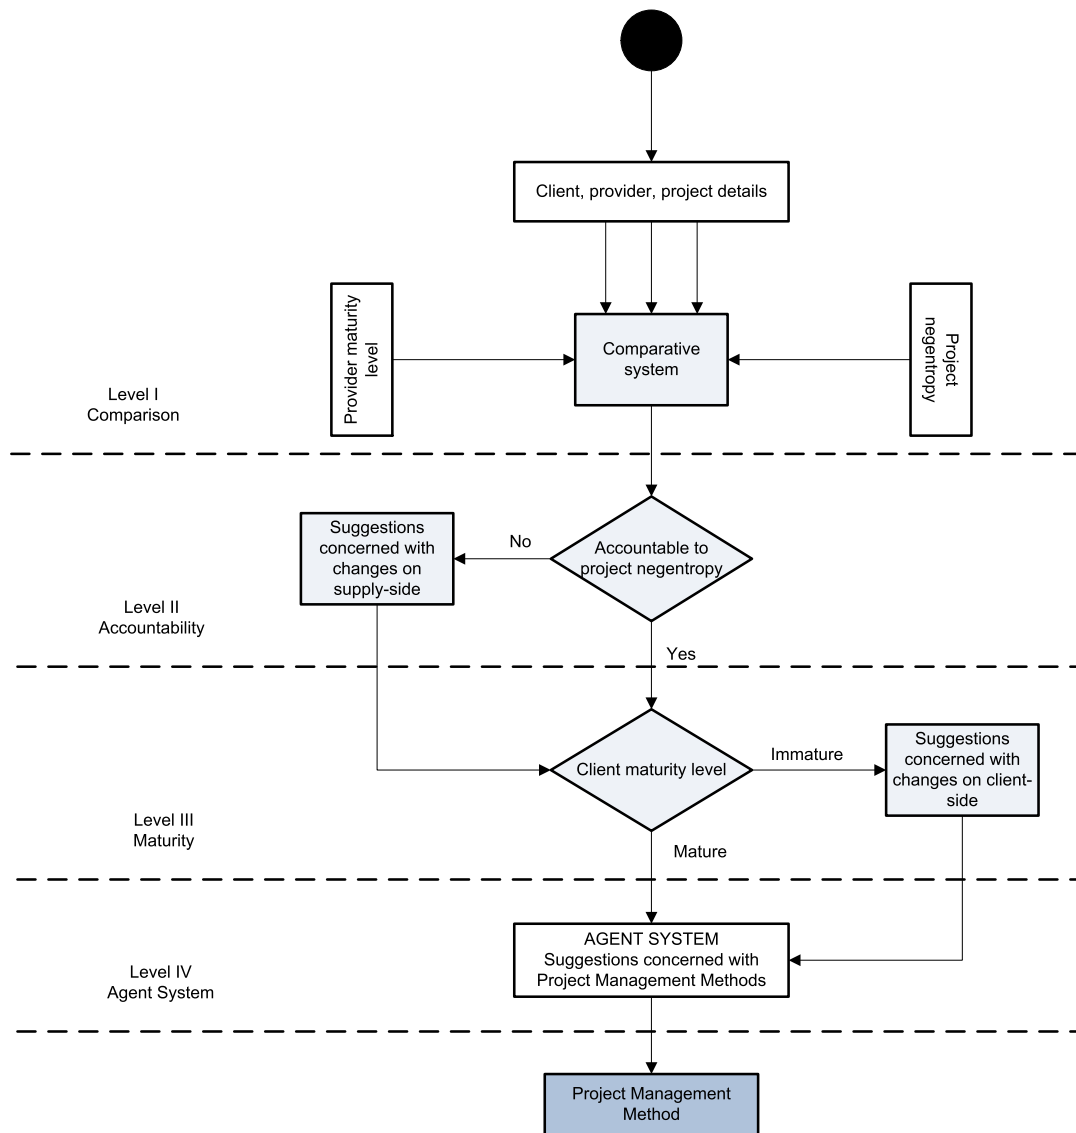 Client, provider, project details
Provider maturity
level
Comparative
system
Project
negentropy
Level I
Comparison
Suggestions
concerned with
changes on
supply-side
No
Accountable to
project negentropy
Level II
Accountability
Yes
Client maturity level
Immature
Suggestions
concerned with
changes on client-
side
Level III
Maturity
Mature
AGENT SYSTEM
Suggestions concerned with
Project Management Methods
Level IV
Agent System
Project Management
Method